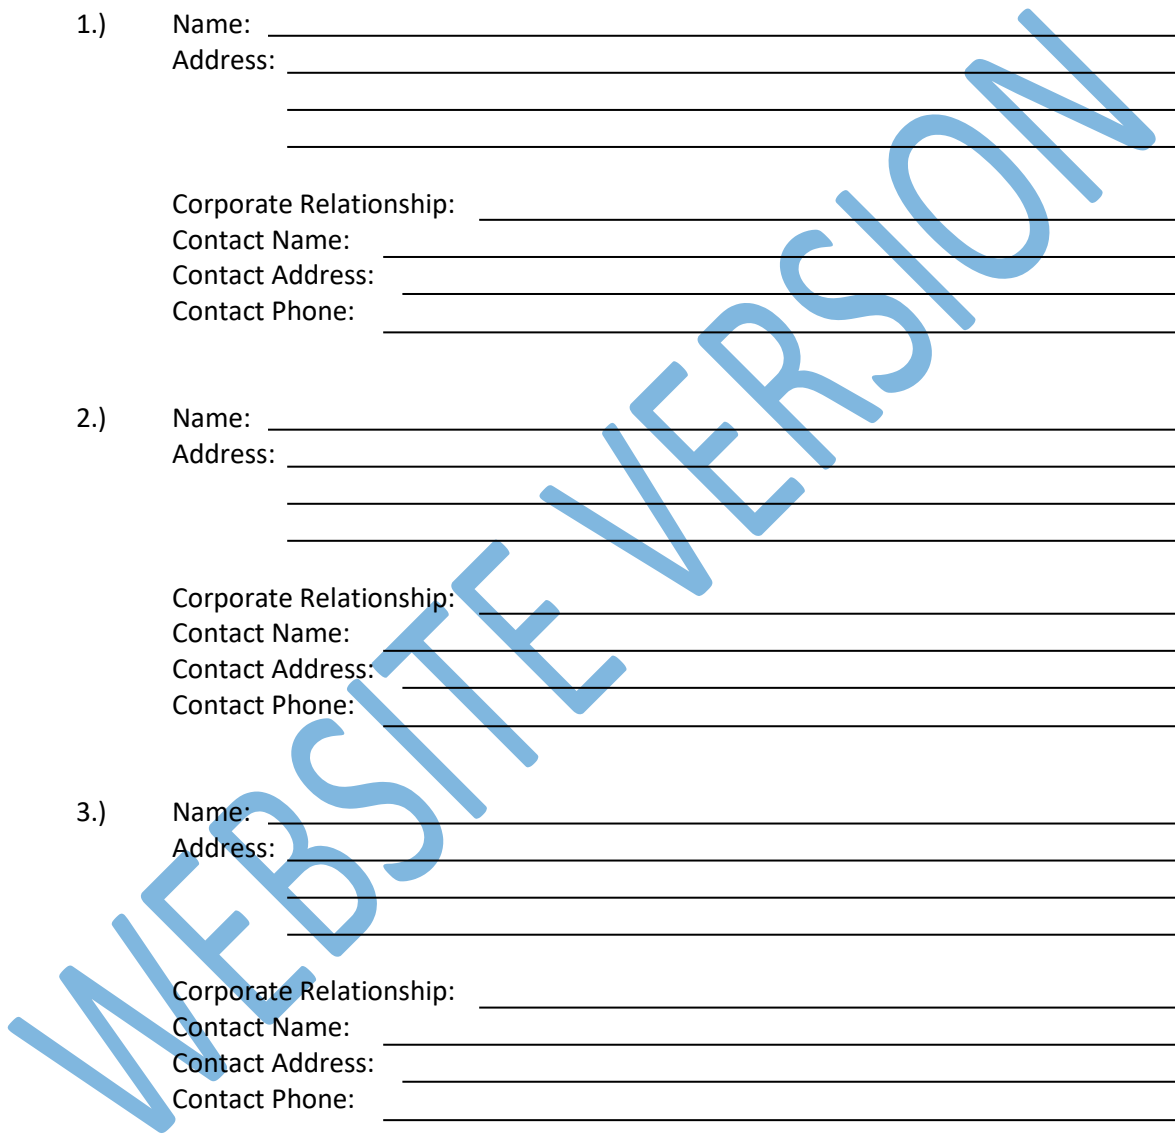 1.) Name:
Address:
Corporate Relationship:
Contact Name:
Contact Address:
Contact Phone:
2.) Name:
Address:
Corporate Relationship:
Contact Name:
Contact Address:
Contact Phone:
3.) Name:
Address:
Corporate Relationship:
Contact Name:
Contact Address:
Contact Phone:
WEBSITE VERSION